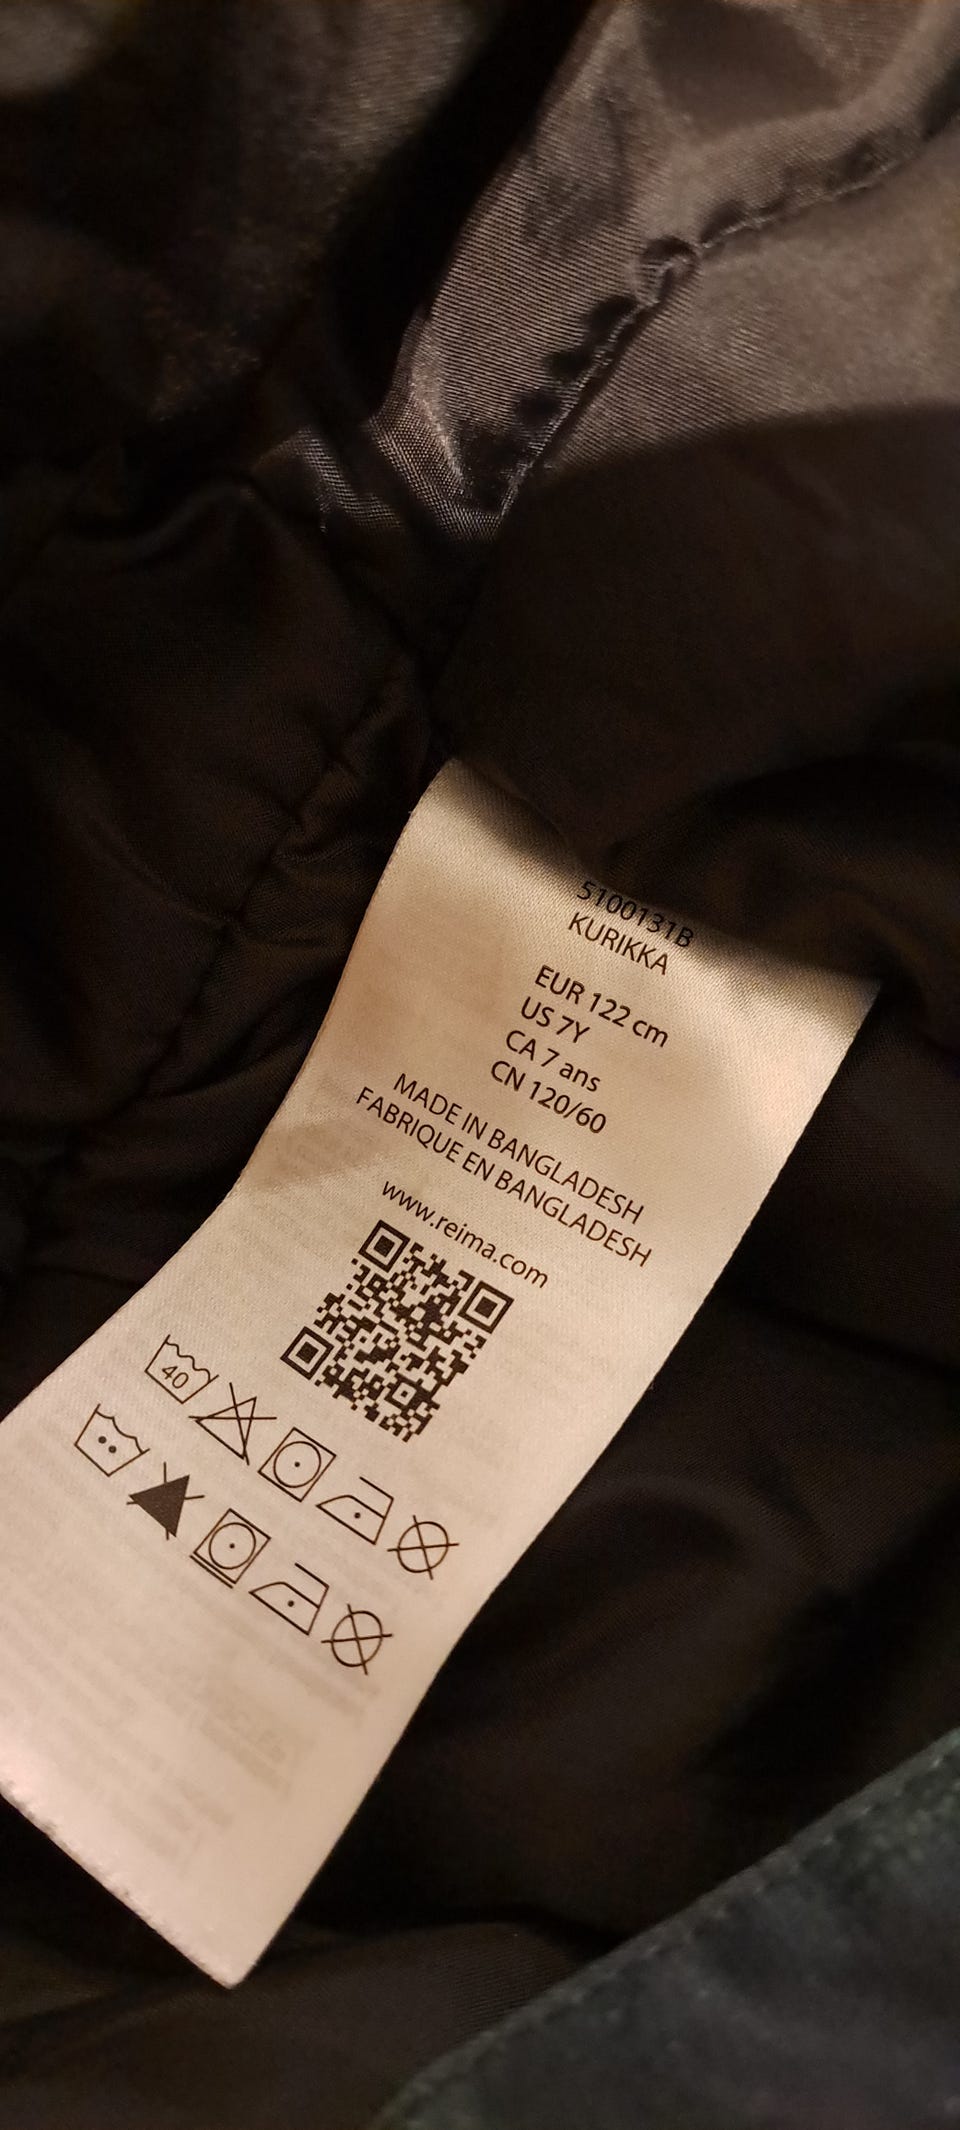 5100131B
KURIKKA
EUR 122 cm
US 7Y
CA 7 ans
CN 120/60
MADE IN BANGLADESH
FABRIQUE EN BANGLADESH
www.reima.com
40